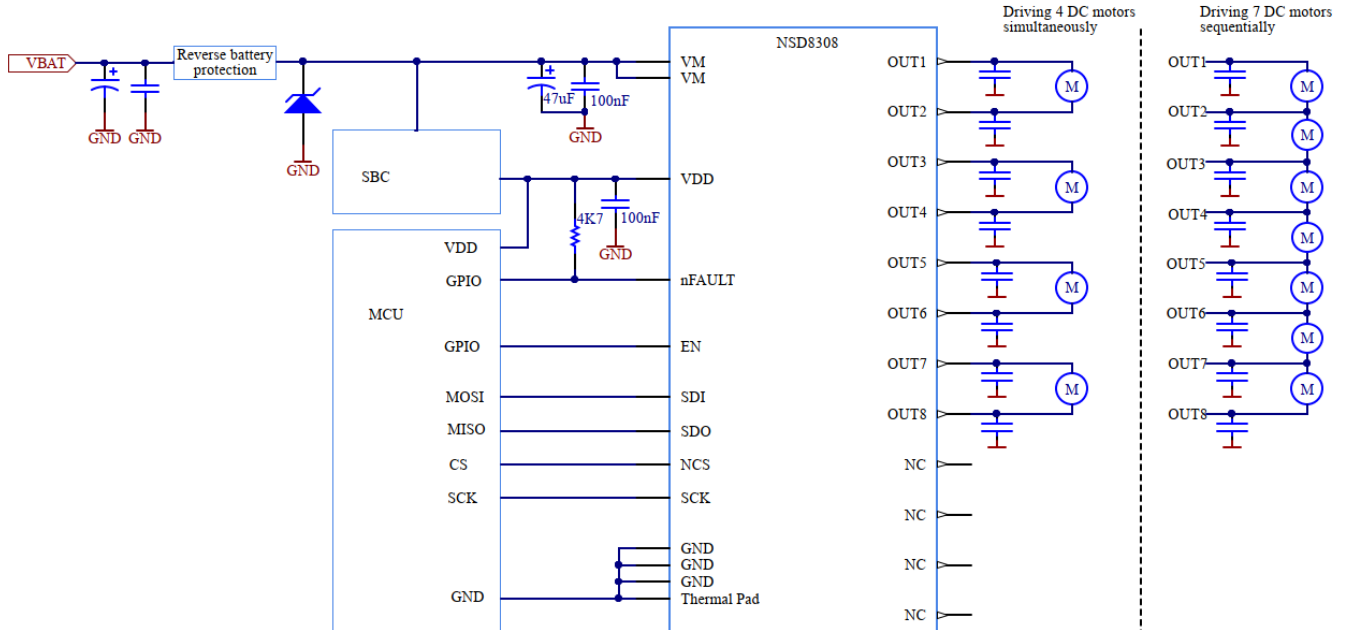 Driving 4 DC motors
simultaneously
Driving 7 DC motors
sequentially
NSD8308
VBAT
Reverse battery
protection
GND
GND
GND
47uF
100nF
GND
VM
VM
SBC
VDD
4K7
100nF
GND
VDD
GPIO
nFAULT
MCU
GPIO
EN
MOSI
SDI
MISO
SDO
CS
NCS
SCK
SCK
GND
GND
GND
GND
Thermal Pad
OUT1
M
OUT2
OUT3
M
OUT4
OUT5
M
OUT6
OUT7
M
OUT8
NC
NC
NC
NC
OUT1
M
OUT2
M
OUT3
M
OUT4
M
OUT5
M
OUT6
M
OUT7
M
OUT8